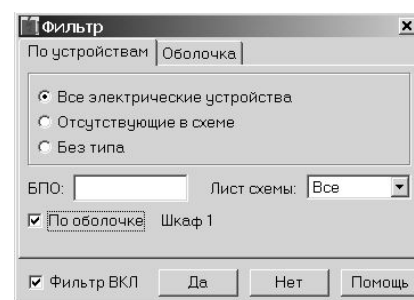 Фильтр
По устройствам Оболочка
Все электрические устройства
Отсутствующие в схеме
Без типа
БПО: Лист схемы: Все
По оболочке Шкаф 1
Фильтр ВКЛ Да Нет Помощь